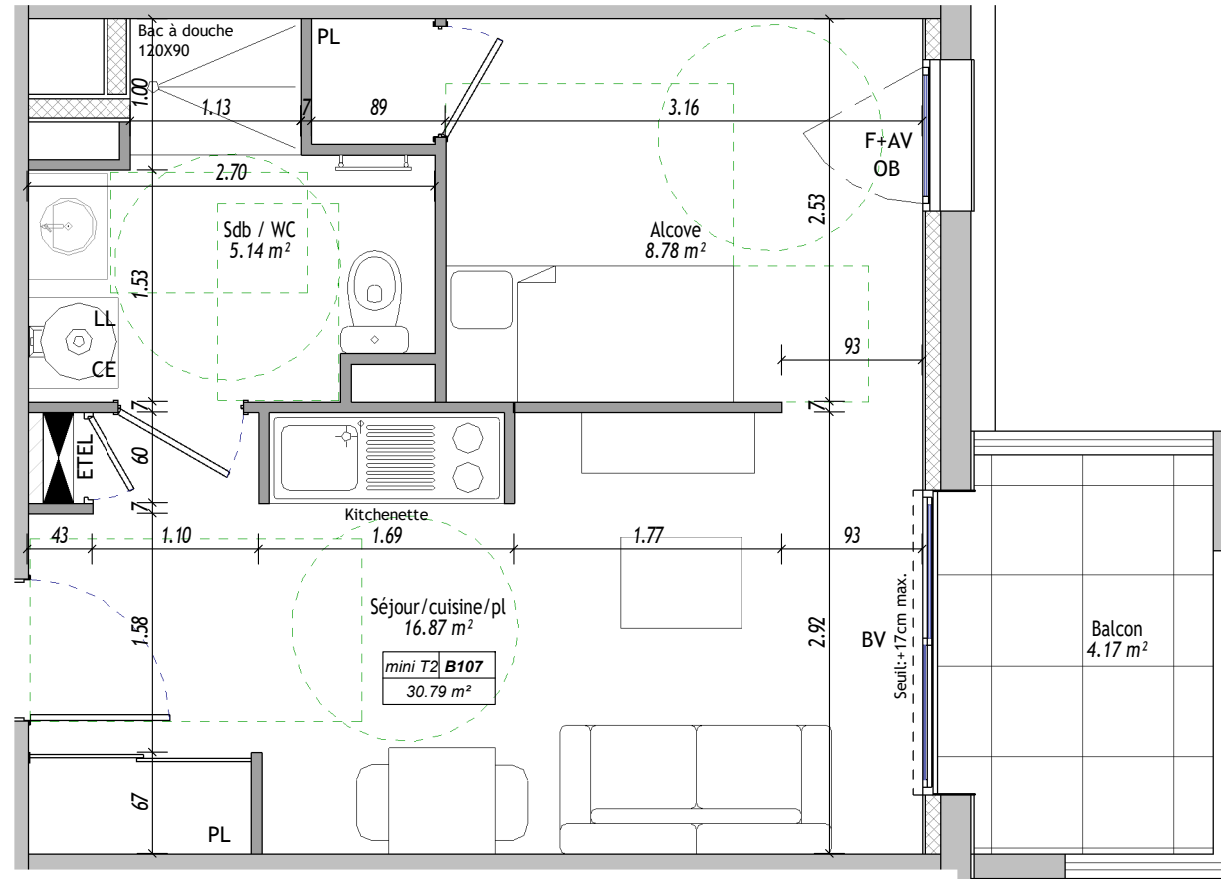 Bac à douche
120X90
PL
1.00
1.13
7
89
3.16
F+AV
OB
2.70
Sdb / WC
5.14 m²
Alcove
8.78 m²
2.53
1.53
LL
CE
93
7
7
ETEL
60
7
Kitchenette
43
1.10
1.69
1.77
93
Séjour/cuisine/pl
16.87 m²
1.58
2.92
BV
Seuil:+17cm max.
Balcon
4.17 m²
mini T2 B107
30.79 m²
67
PL